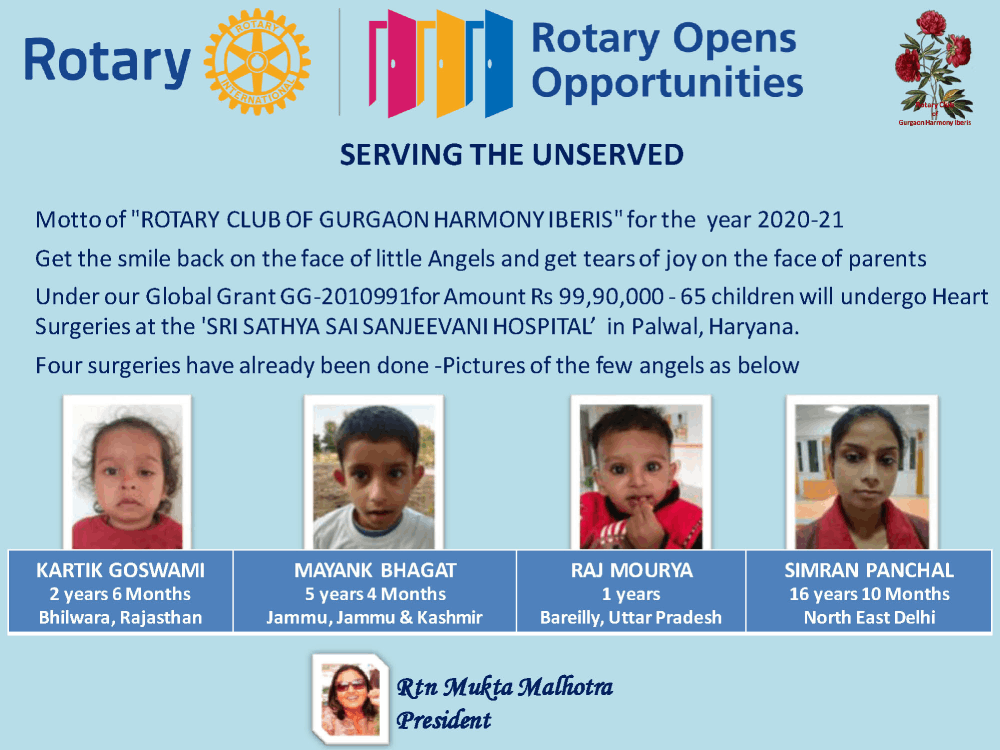 Rotary
ROTARY
INTERNATIONAL
Rotary Opens
Opportunities
Rotary Club
of
Gurgaon Harmony Iberis
SERVING THE UNSERVED
Motto of "ROTARY CLUB OF GURGAON HARMONY IBERIS" for the year 2020-21
Get the smile back on the face of little Angels and get tears of joy on the face of parents
Under our Global Grant GG-2010991for Amount Rs 99,90,000 - 65 children will undergo Heart
Surgeries at the 'SRI SATHYA SAI SANJEEVANI HOSPITAL’ in Palwal, Haryana.
Four surgeries have already been done -Pictures of the few angels as below
KARTIK GOSWAMI
2 years 6 Months
Bhilwara, Rajasthan
MAYANK BHAGAT
5 years 4 Months
Jammu, Jammu & Kashmir
RAJ MOURYA
1 years
Bareilly, Uttar Pradesh
SIMRAN PANCHAL
16 years 10 Months
North East Delhi
Rtn Mukta Malhotra
President